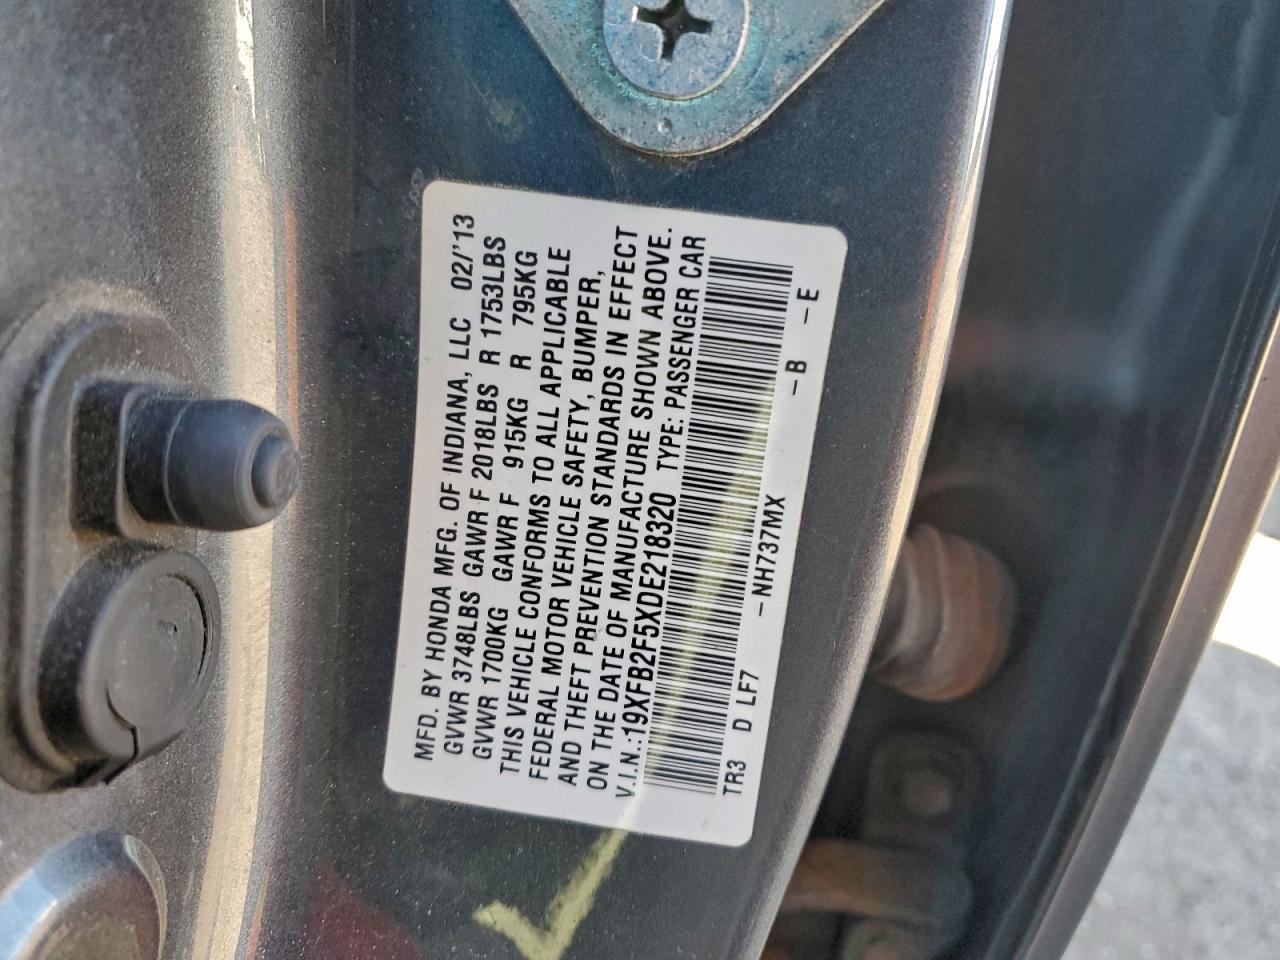 MFD. BY HONDA MFG. OF INDIANA, LLC 02/'13
GVWR 3748LBS GAWR F 2018LBS R 1753LBS
GVWR 1700KG GAWR F 915KG R 795KG
THIS VEHICLE CONFORMS TO ALL APPLICABLE
FEDERAL MOTOR VEHICLE SAFETY, BUMPER,
AND THEFT PREVENTION STANDARDS IN EFFECT
ON THE DATE OF MANUFACTURE SHOWN ABOVE.
V.I.N.:19XFB2F5XDE218320 TYPE: PASSENGER CAR
TR3 D LF7 -NH737MX -B -E